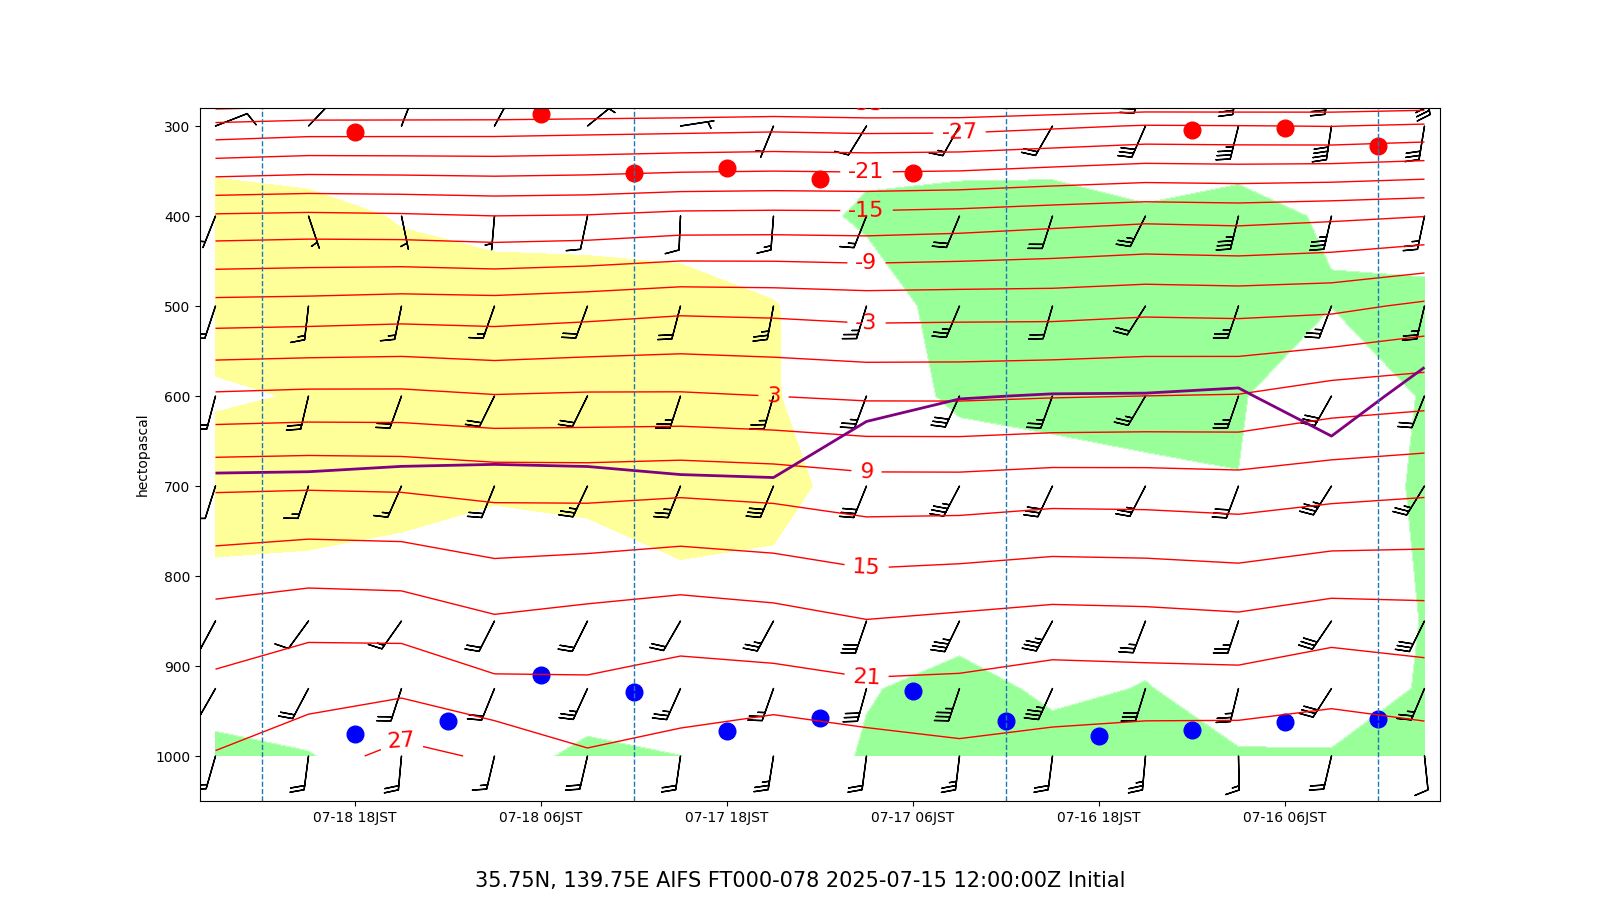 300
400
500
600
700
800
900
1000
hectopascal
-27
-21
-15
-9
-3
3
9
15
21
27
07-18 18JST
07-18 06JST
07-17 18JST
07-17 06JST
07-16 18JST
07-16 06JST
35.75N, 139.75E AIFS FT000-078 2025-07-15 12:00:00Z Initial